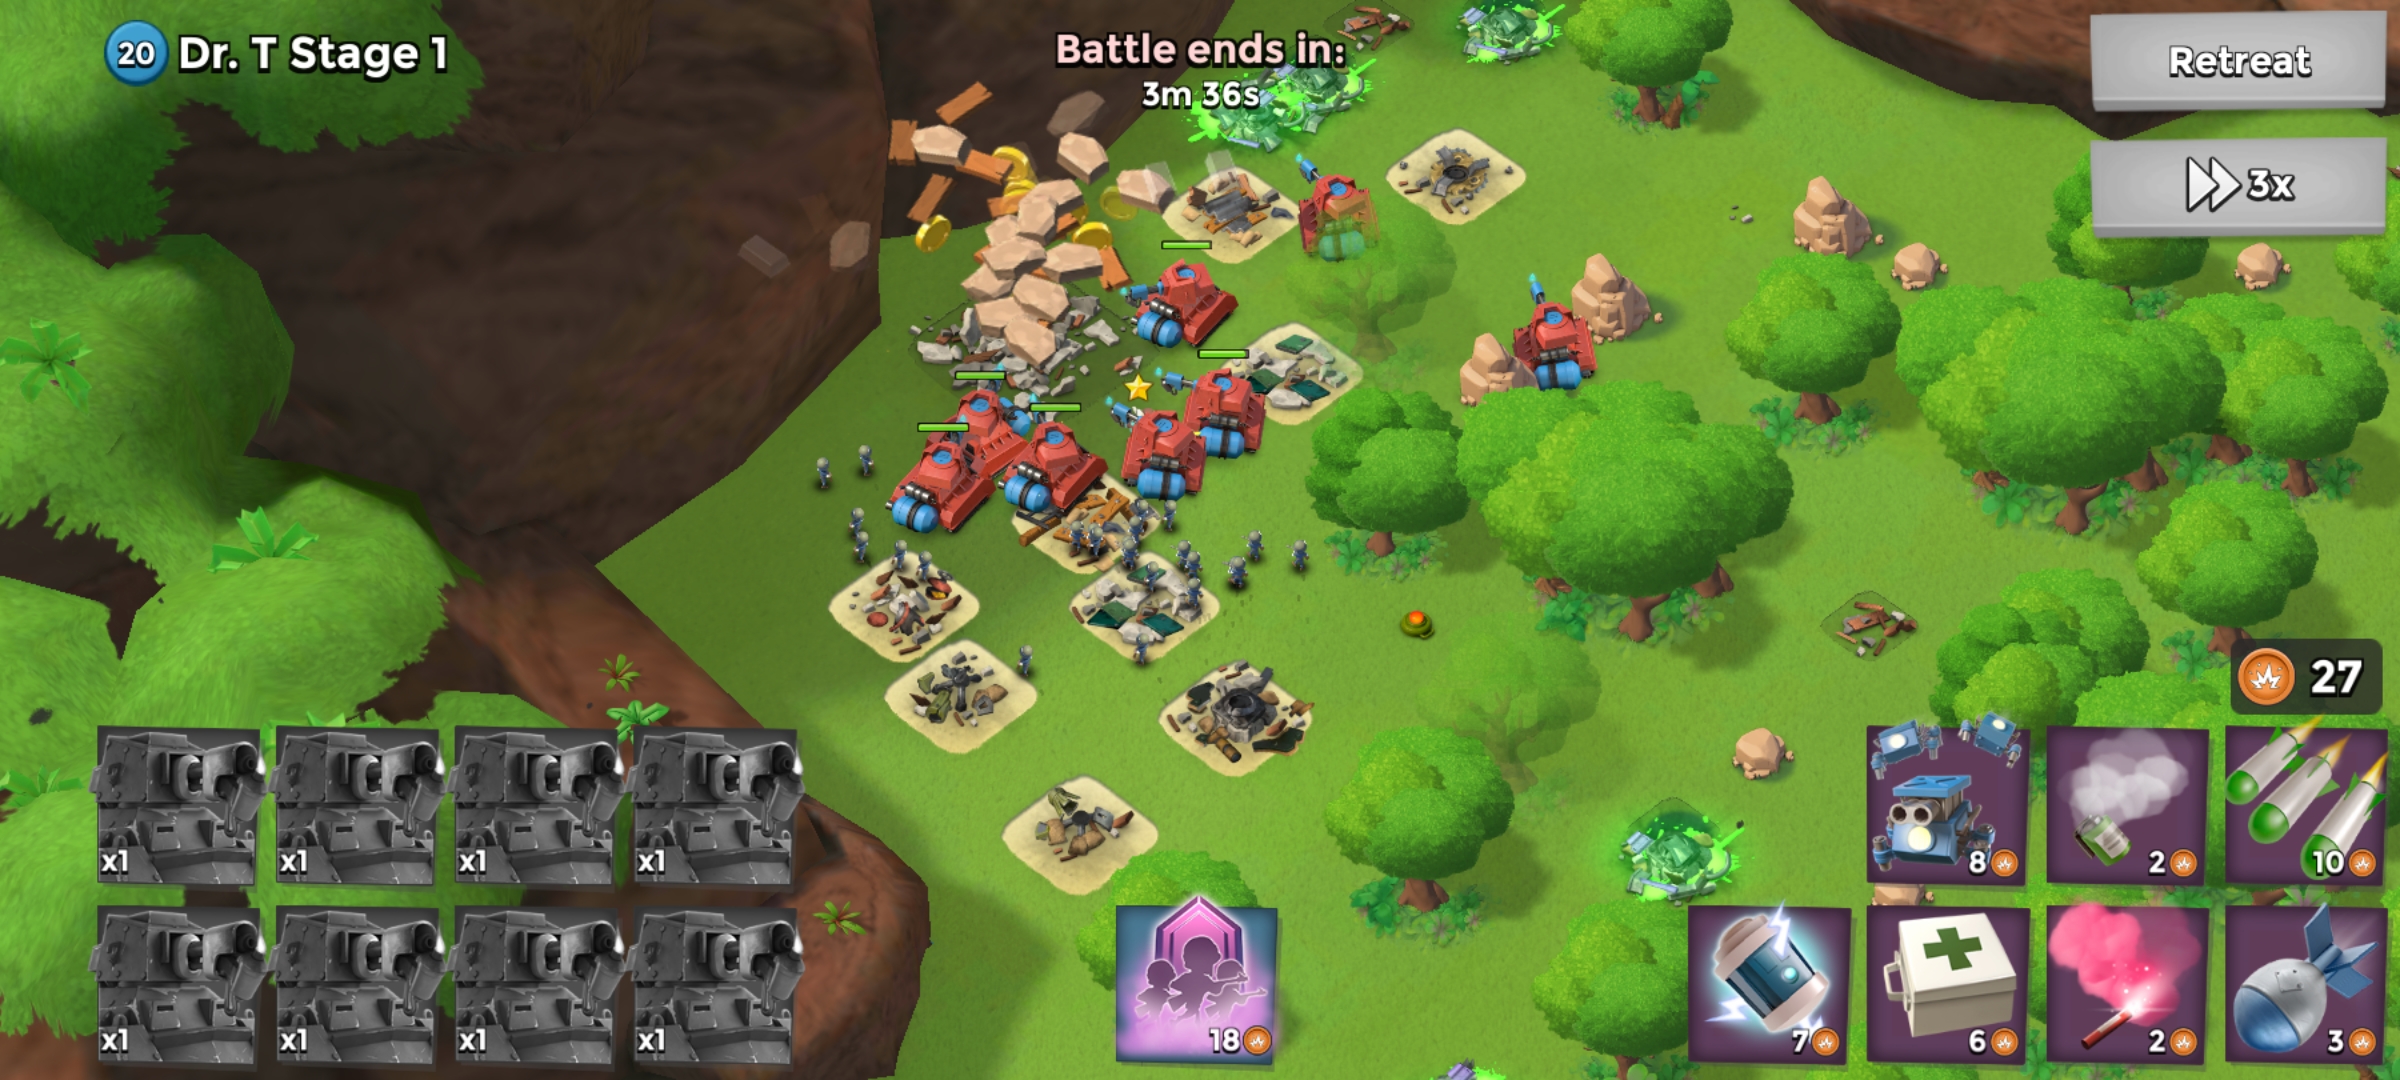 20 Dr. T Stage 1
Battle ends in:
3m 36s
Retreat
3x
27
x1 x1 x1 x1
8 2 10
x1 x1 x1 x1
18 7 6 2 3